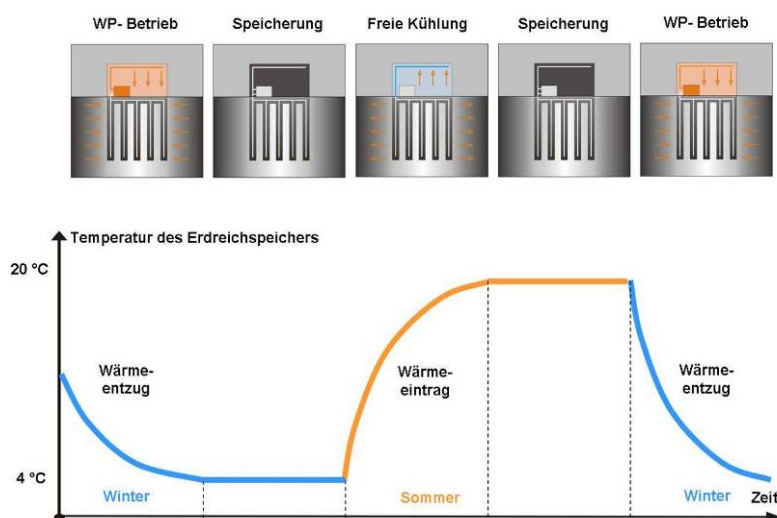 WP- Betrieb
Speicherung
Freie Kühlung
Speicherung
WP- Betrieb
Temperatur des Erdreichspeichers
20 °C
Wärme-
entzug
Wärme-
eintrag
Wärme-
entzug
4 °C
Winter
Sommer
Winter
Zeit